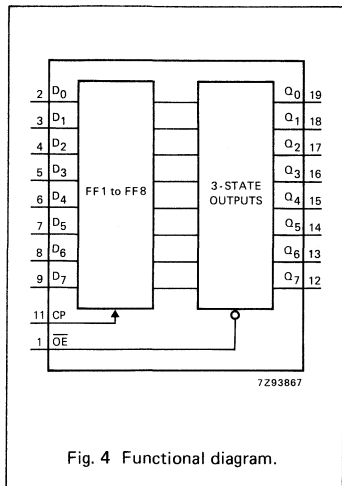 2 D0 Q0 19
3 D1 Q1 18
4 D2 Q2 17
5 D3 Q3 16
6 D4 Q4 15
7 D5 Q5 14
8 D6 Q6 13
9 D7 Q7 12
FF1 to FF8
3-STATE
OUTPUTS
11 CP
1 O̅E̅
7Z93867
Fig. 4 Functional diagram.